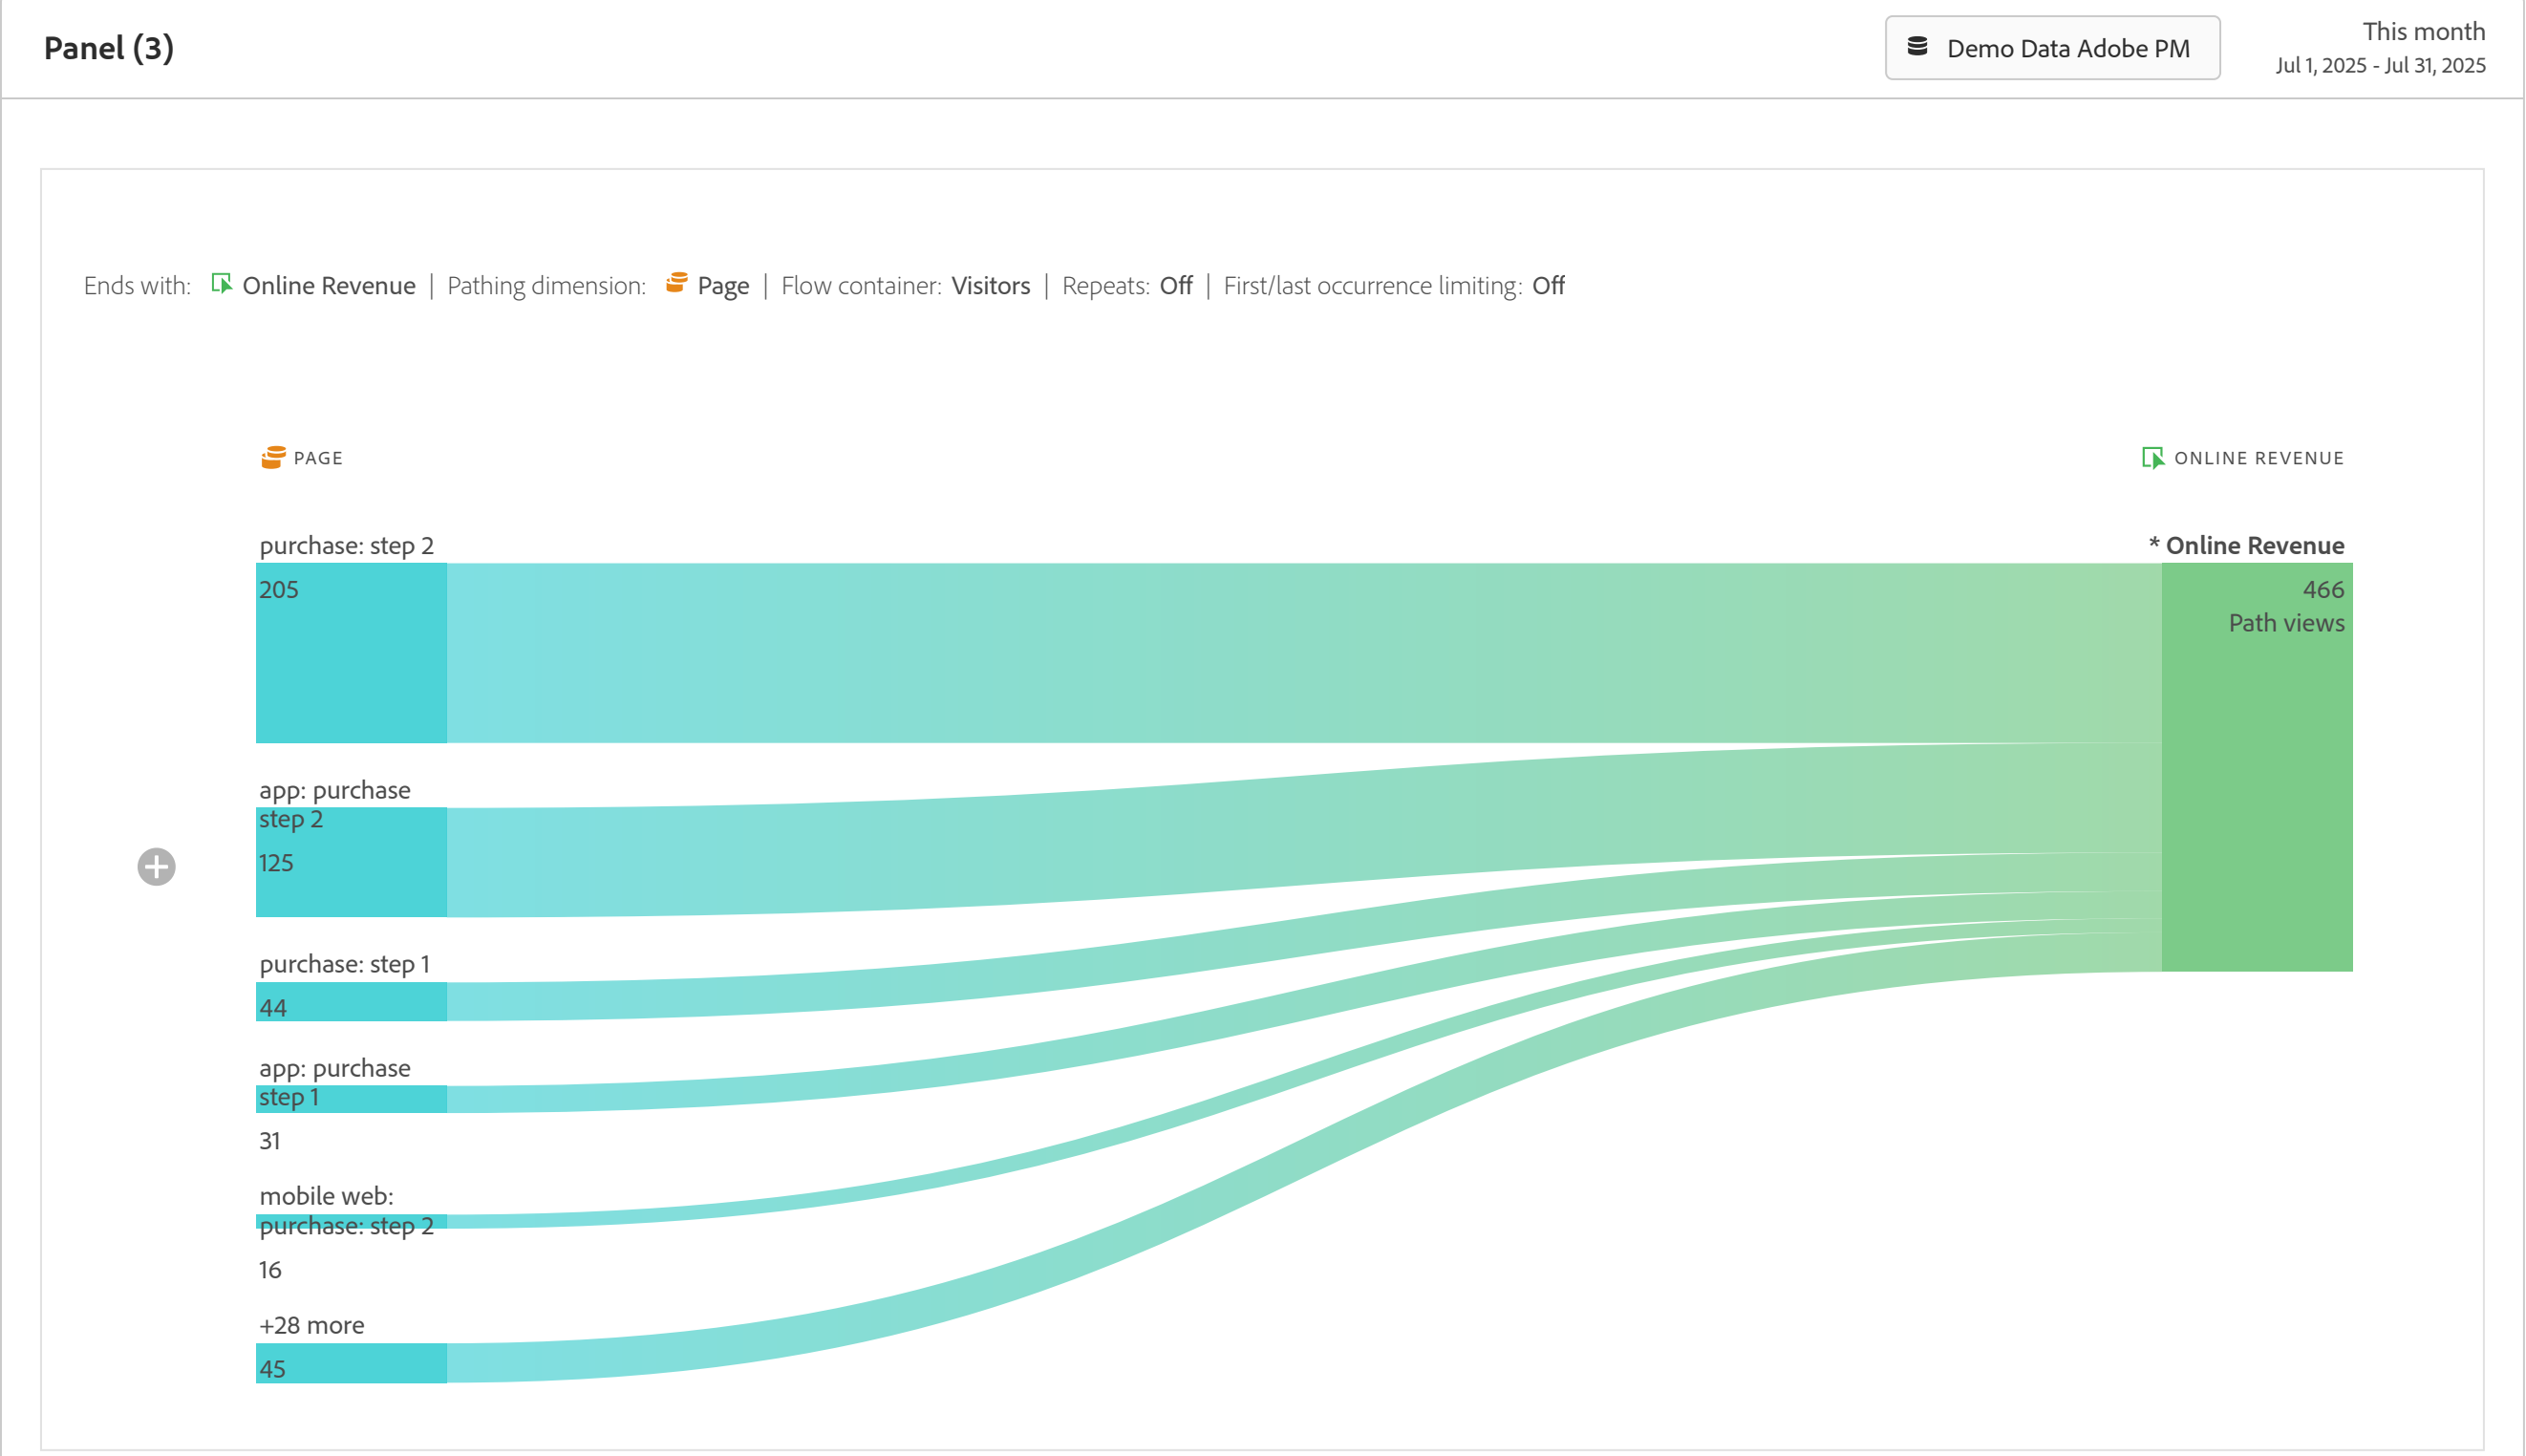 Panel (3)
Demo Data Adobe PM
This month
Jul 1, 2025 - Jul 31, 2025
Ends with: Online Revenue | Pathing dimension: Page | Flow container: Visitors | Repeats: Off | First/last occurrence limiting: Off
PAGE
ONLINE REVENUE
purchase: step 2
205
* Online Revenue
466
Path views
app: purchase
step 2
125
purchase: step 1
44
app: purchase
step 1
31
mobile web:
purchase: step 2
16
+28 more
45